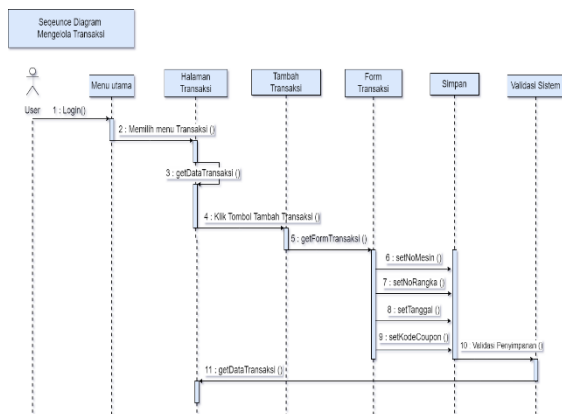 Seqeunce Diagram
Mengelola Transaksi
User
Menu utama
Halaman
Transaksi
Tambah
Transaksi
Form
Transaksi
Simpan
Validasi Sistem
1 : Login()
2 : Memilih menu Transaksi ()
3 : getDataTransaksi ()
4 : Klik Tombol Tambah Transaksi ()
5 : getFormTransaksi ()
6 : setNoMesin ()
7 : setNoRangka ()
8 : setTanggal ()
9 : setKodeCoupon ()
10 : Validasi Penyimpanan ()
11 : getDataTransaksi ()